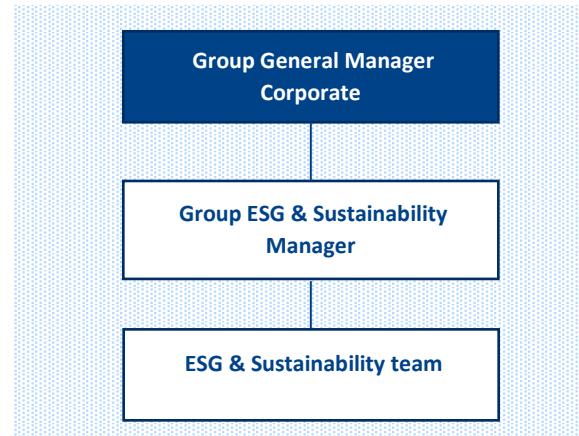 Group General Manager
Corporate
Group ESG & Sustainability
Manager
ESG & Sustainability team